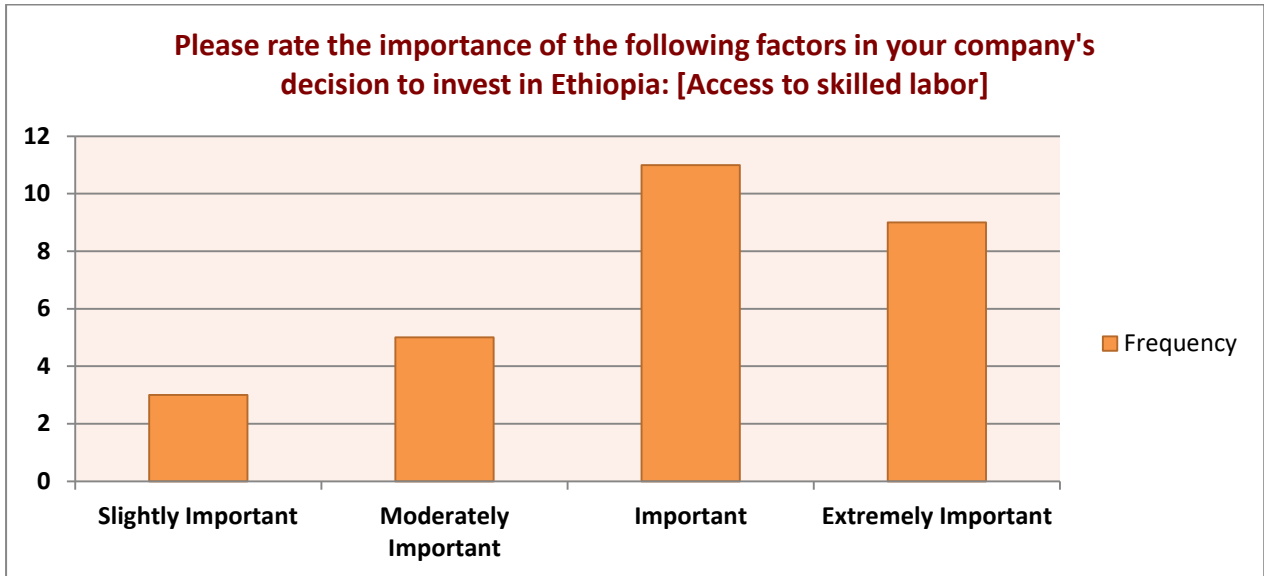 Please rate the importance of the following factors in your company's
decision to invest in Ethiopia: [Access to skilled labor]
12
10
8
6
4
2
0
Slightly Important
Moderately
Important
Important
Extremely Important
Frequency